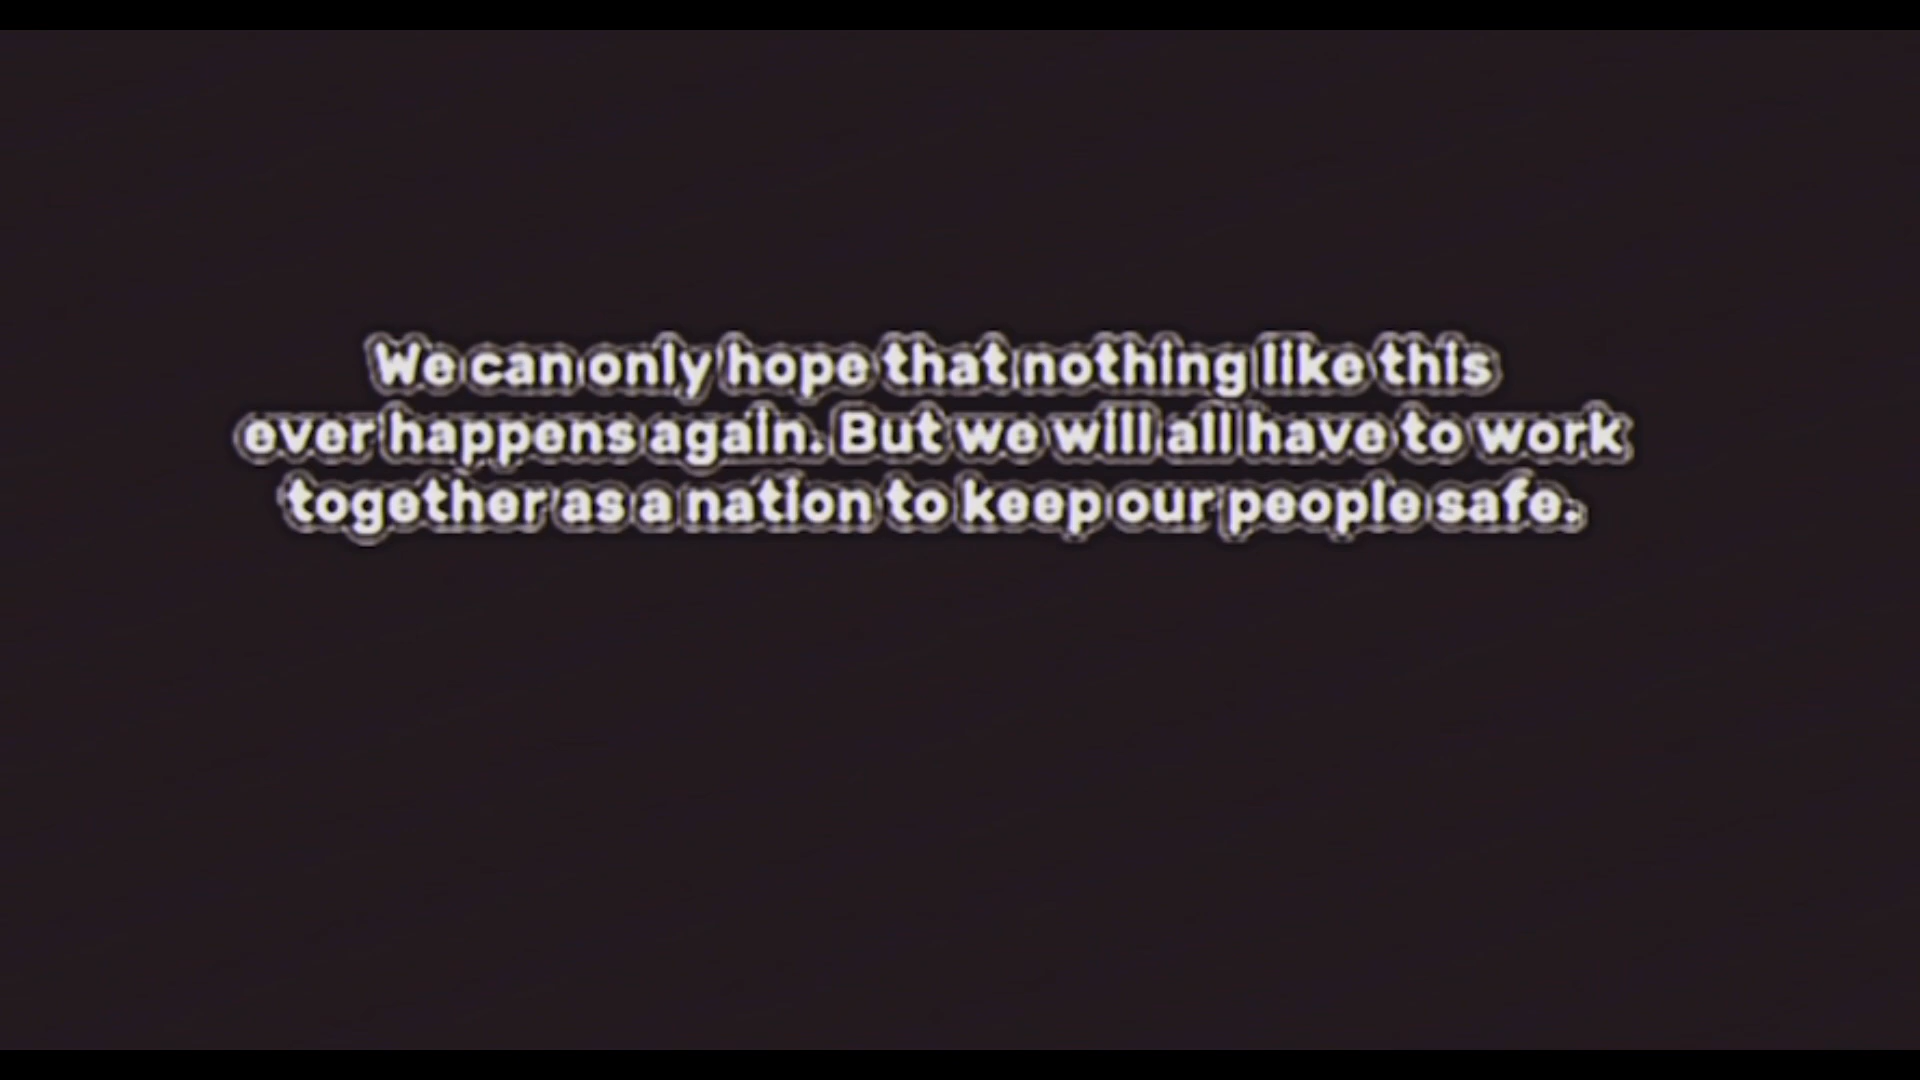 We can only hope that nothing like this
ever happens again. But we will all have to work
together as a nation to keep our people safe.